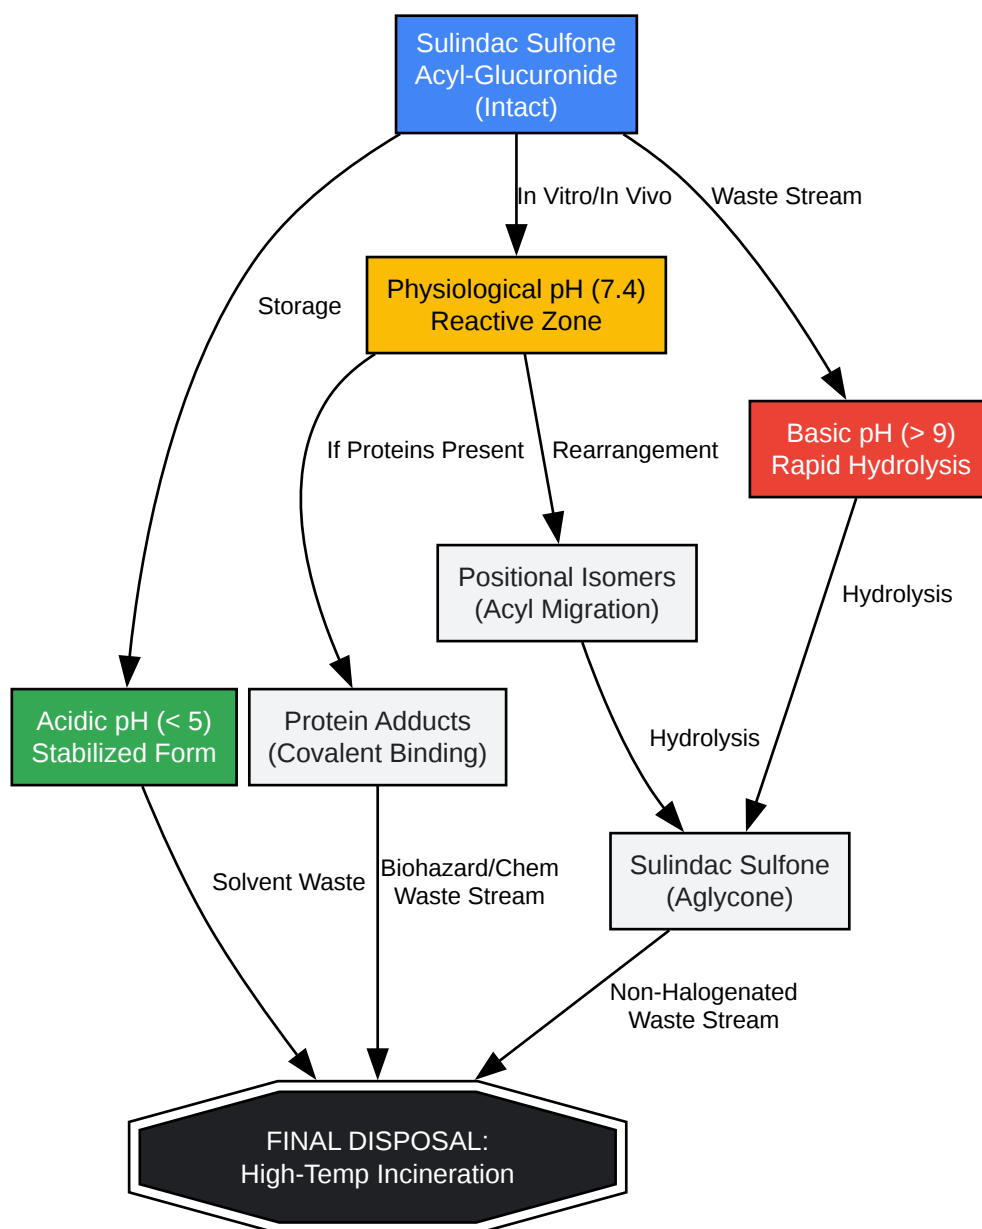 Sulindac Sulfone
Acyl-Glucuronide
(Intact)
In Vitro/In Vivo
Waste Stream
Storage
Physiological pH (7.4)
Reactive Zone
If Proteins Present
Rearrangement
Basic pH (> 9)
Rapid Hydrolysis
Positional Isomers
(Acyl Migration)
Hydrolysis
Acidic pH (< 5)
Stabilized Form
Protein Adducts
(Covalent Binding)
Hydrolysis
Solvent Waste
Biohazard/Chem
Waste Stream
Sulindac Sulfone
(Aglycone)
Non-Halogenated
Waste Stream
FINAL DISPOSAL:
High-Temp Incineration